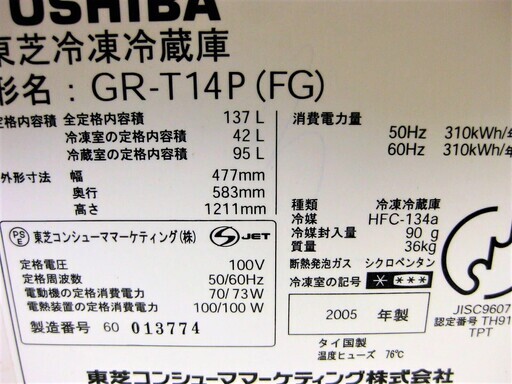 OSHIBA
東芝冷凍冷蔵庫
形名：GR-T14P(FG)
定格内容積 全定格内容積 137 L
冷凍室の定格内容積 42 L
冷蔵室の定格内容積 95 L
外形寸法 幅 477mm
奥行 583mm
高さ 1211mm
消費電力量
50Hz 310kWh/年
60Hz 310kWh/年
種類 冷凍冷蔵庫
冷媒 HFC-134a
冷媒封入量 90 g
質量 36kg
断熱発泡ガス シクロペンタン
冷凍室の記号 * ***
PSE 東芝コンシューママーケティング(株) S JET
定格電圧 100V
定格周波数 50/60Hz
電動機の定格消費電力 70/73W
電熱装置の定格消費電力 100/100W
製造番号 60 013774
2005 年製
タイ国製
温度ヒューズ 76℃
JISC9607
認定番号 TH91
TPT
東芝コンシューママーケティング株式会社